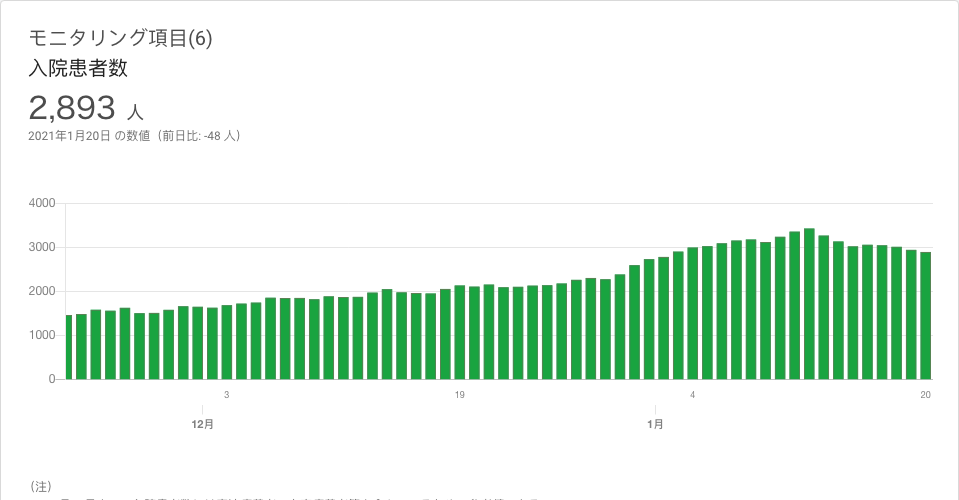 モニタリング項目(6)
入院患者数
2,893 人
2021年1月20日 の数値（前日比: -48 人）
4000
3000
2000
1000
0
3 19 4 20
12月 1月
（注）